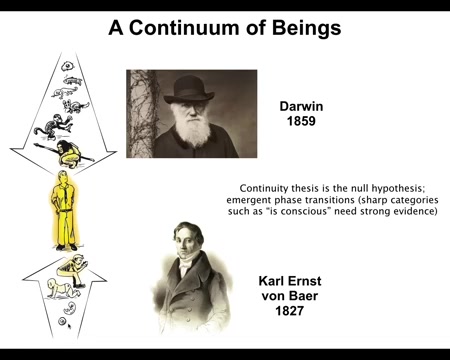 A Continuum of Beings
Darwin
1859
Continuity thesis is the null hypothesis;
emergent phase transitions (sharp categories
such as "is conscious" need strong evidence)
Karl Ernst
von Baer
1827